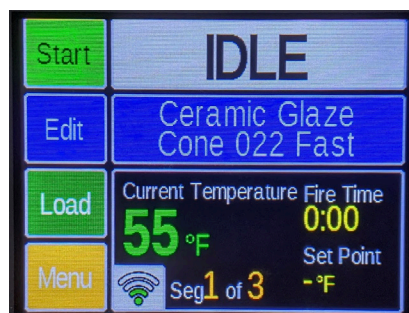 Start
IDLE
Edit
Ceramic Glaze
Cone 022 Fast
Load
Current Temperature
55 °F
Fire Time
0:00
Set Point
- °F
Menu
Seg 1 of 3